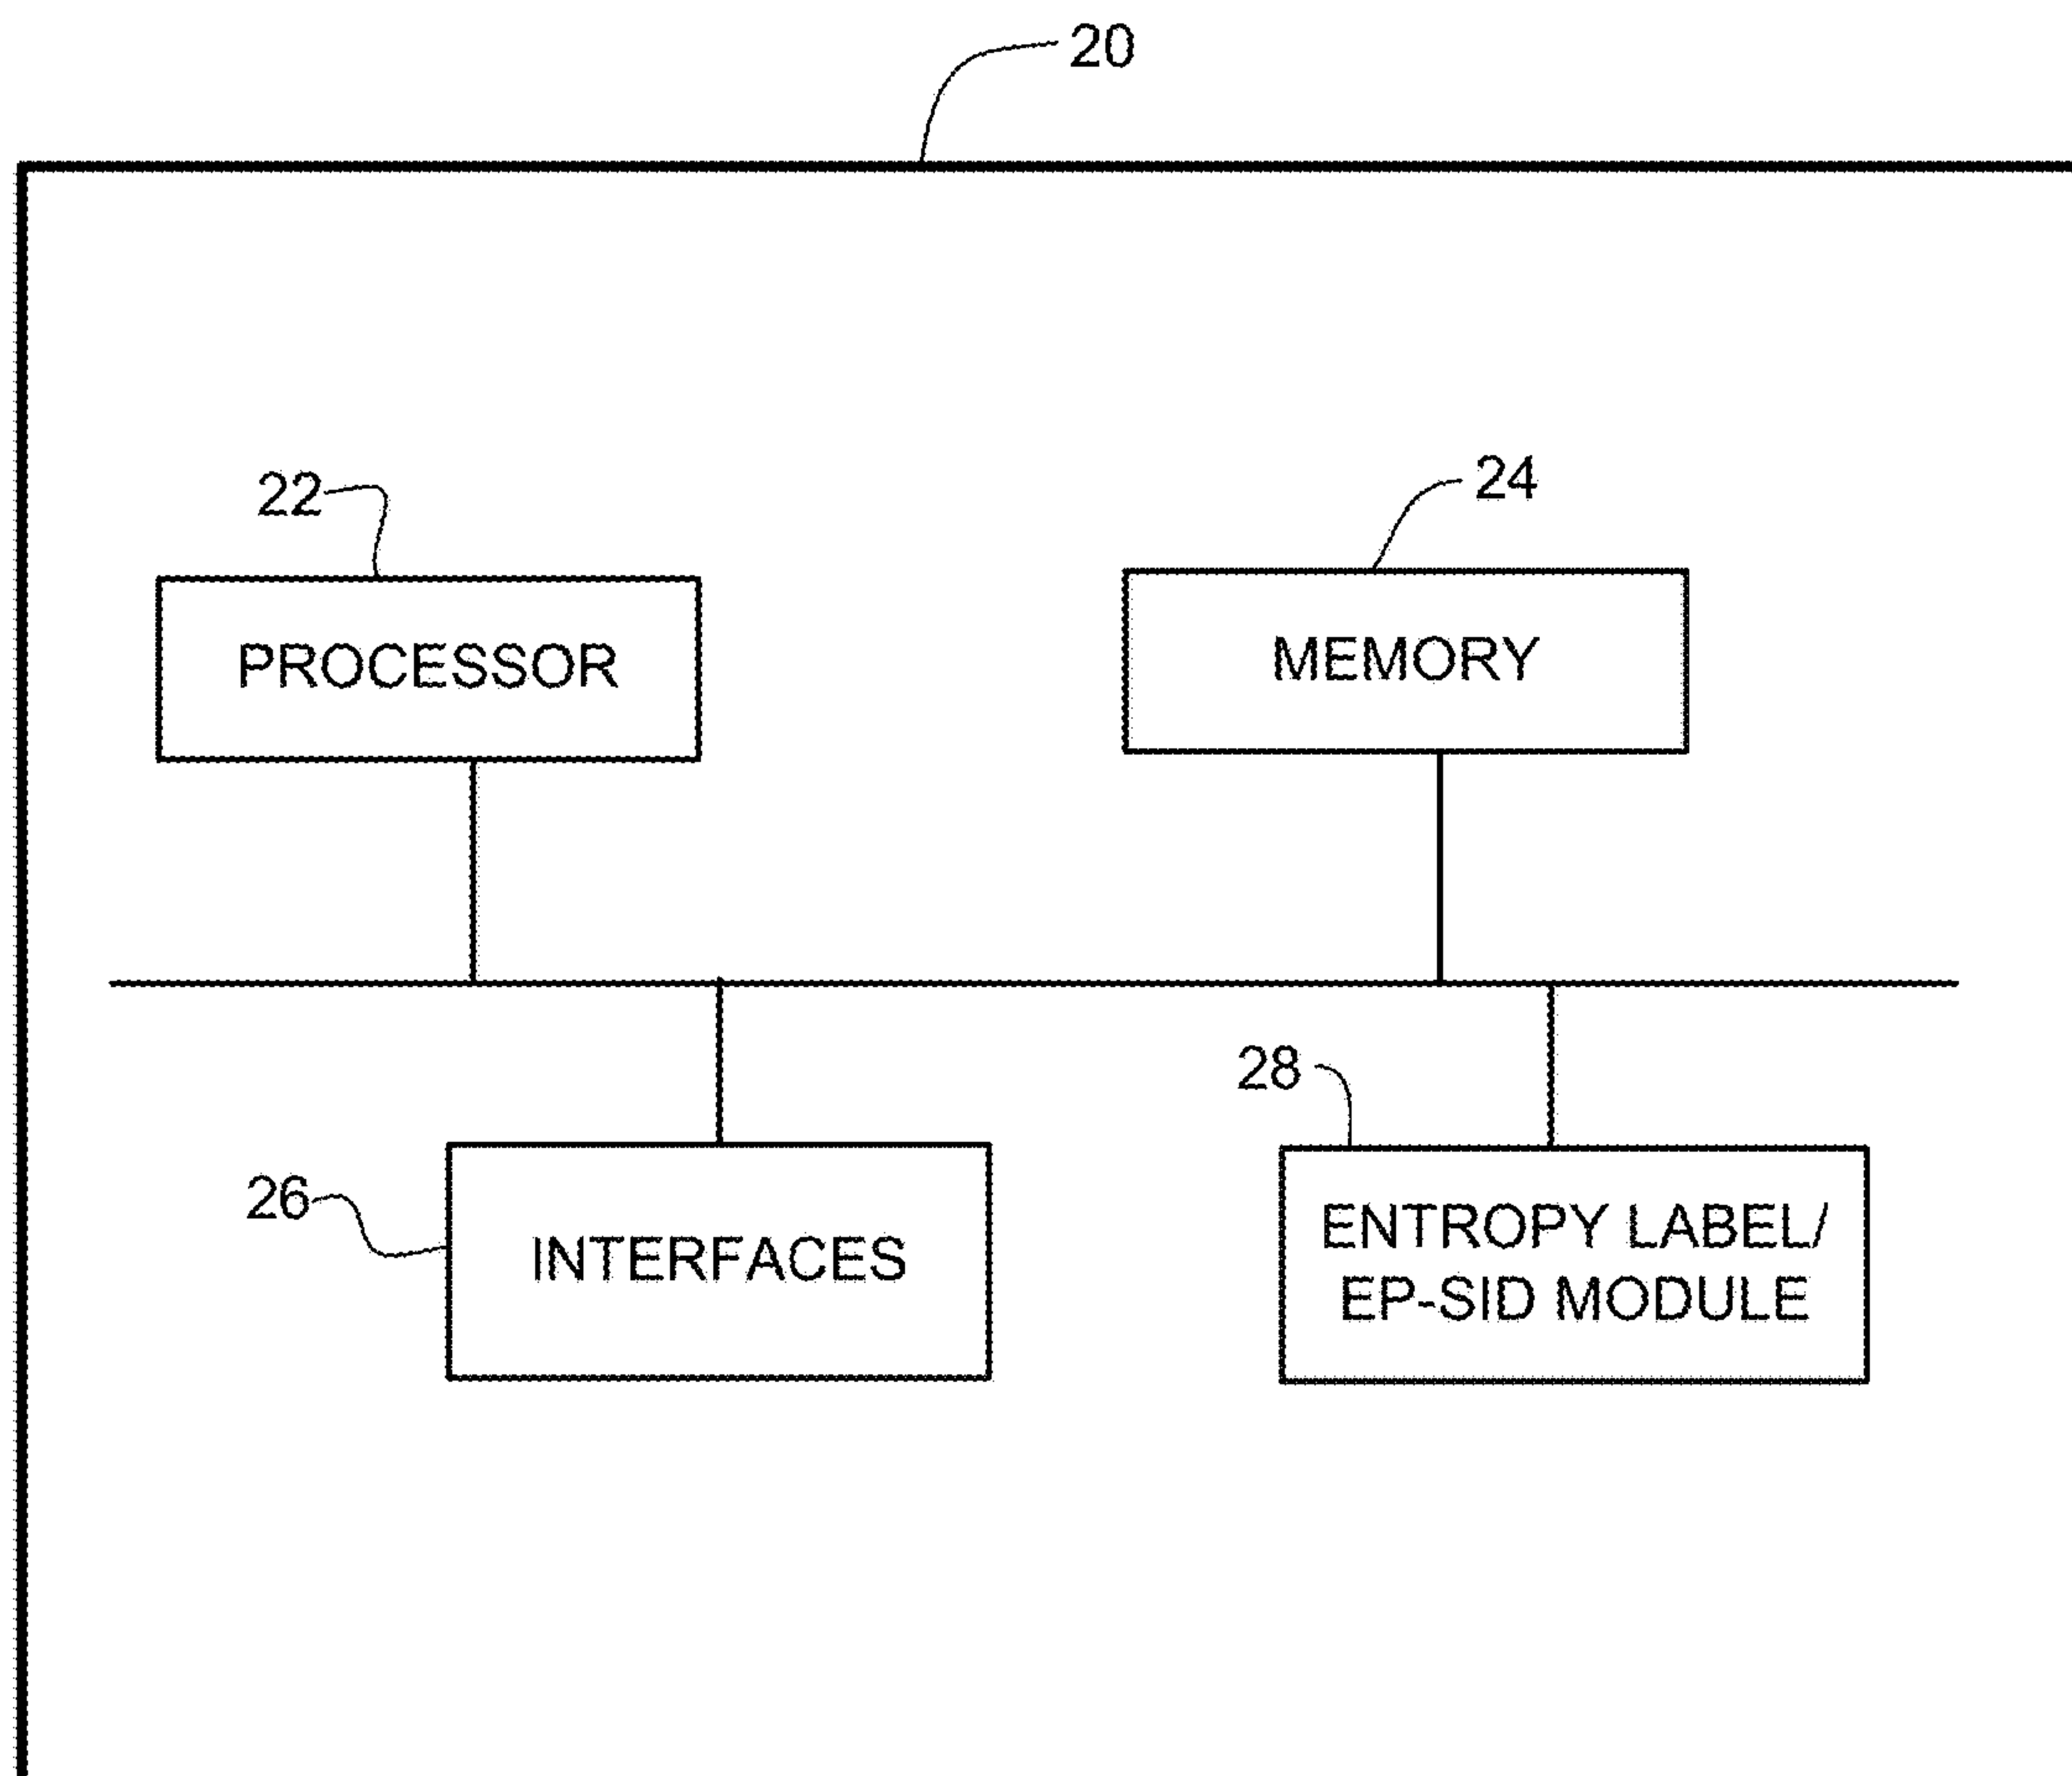 20
22
24
PROCESSOR
MEMORY
28
26
INTERFACES
ENTROPY LABEL/
EP-SID MODULE